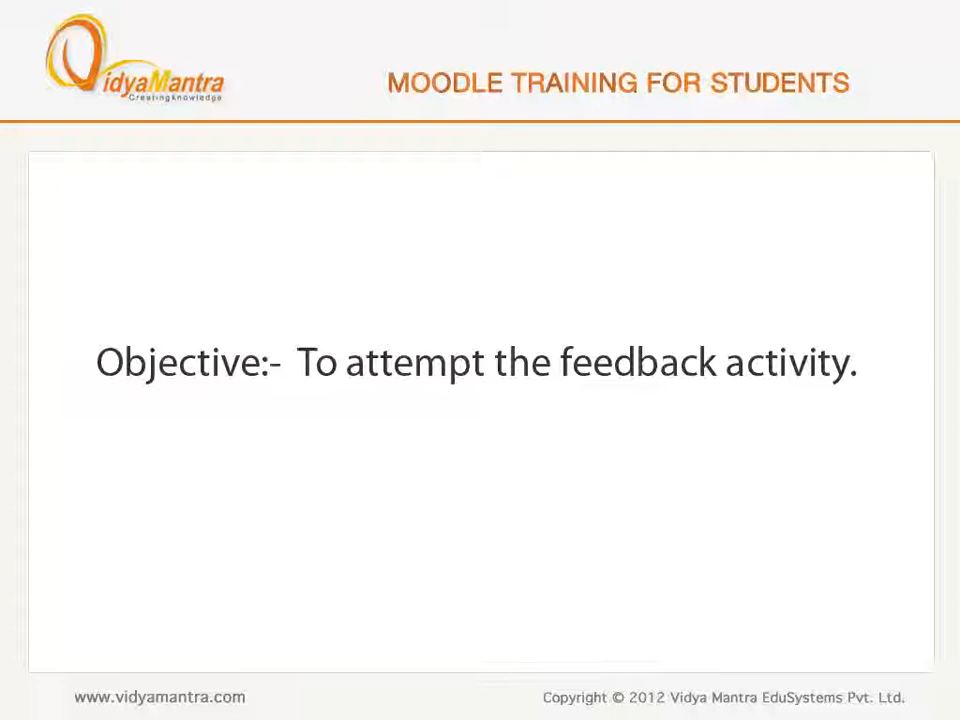 VidyaMantra
Creating knowledge
MOODLE TRAINING FOR STUDENTS
Objective:- To attempt the feedback activity.
www.vidyamantra.com
Copyright © 2012 Vidya Mantra EduSystems Pvt. Ltd.